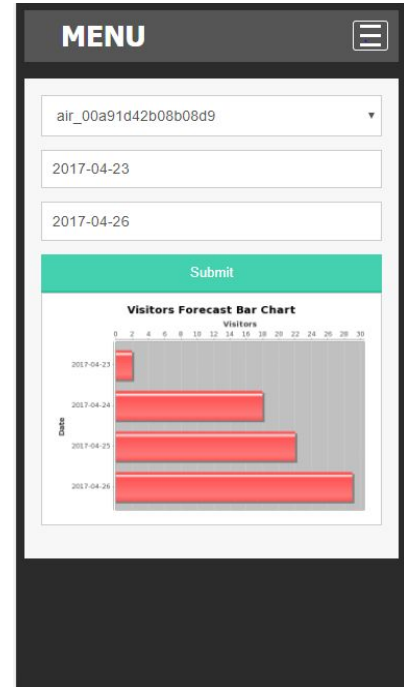 MENU
air_00a91d42b08b08d9
2017-04-23
2017-04-26
Submit
Visitors Forecast Bar Chart
Visitors
0 2 4 6 8 10 12 14 16 18 20 22 24 26 28 30
Date
2017-04-23
2017-04-24
2017-04-25
2017-04-26